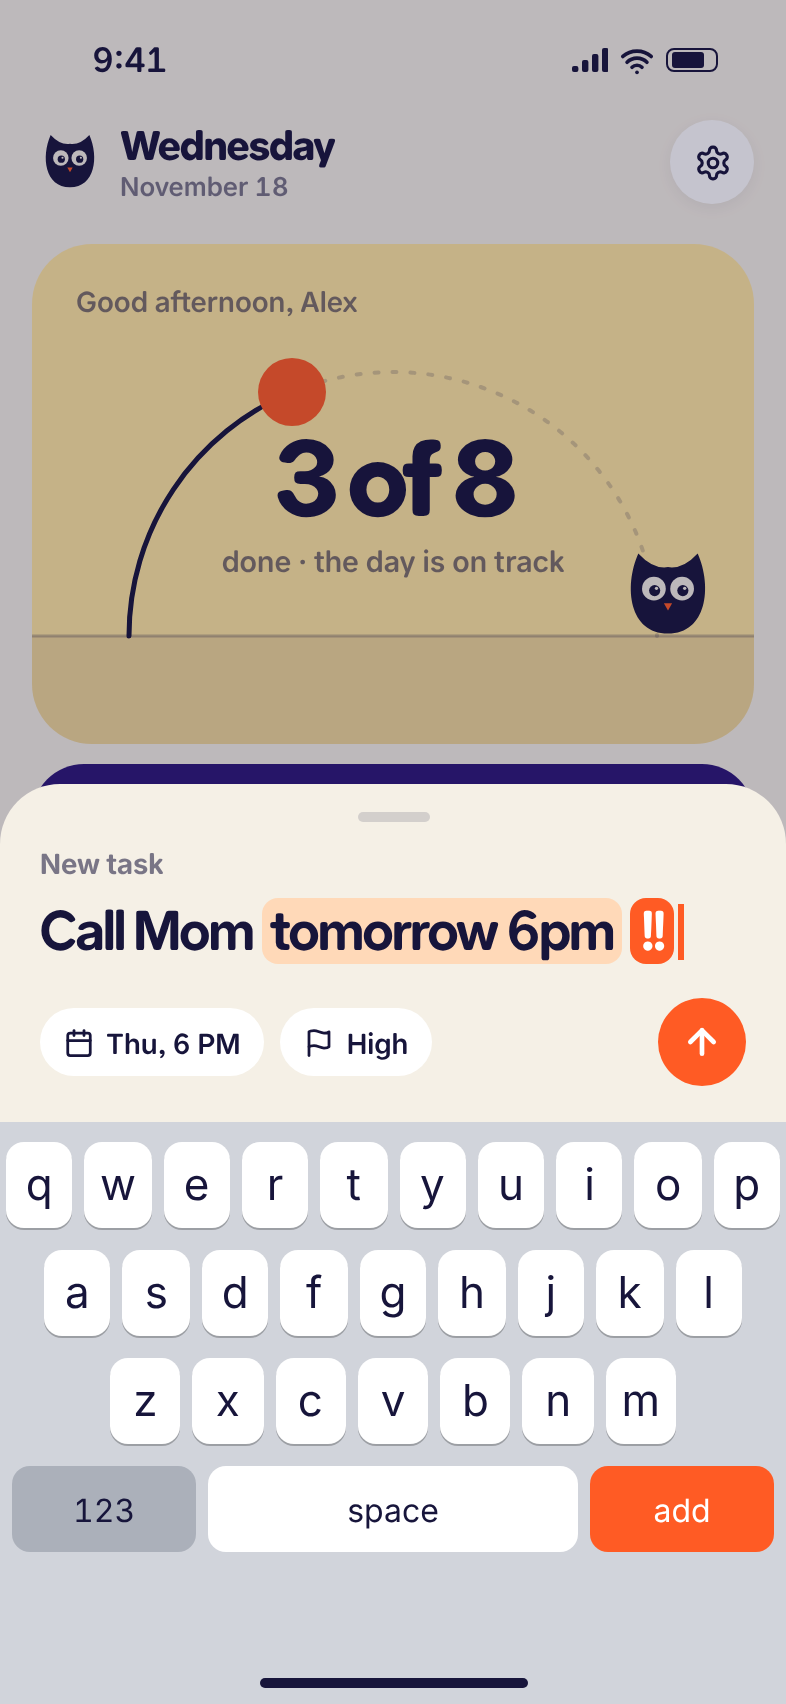 9:41
Wednesday
November 18
Good afternoon, Alex
3 of 8
done · the day is on track
New task
Call Mom tomorrow 6pm !!
Thu, 6 PM High
q w e r t y u i o p
a s d f g h j k l
z x c v b n m
123 space add